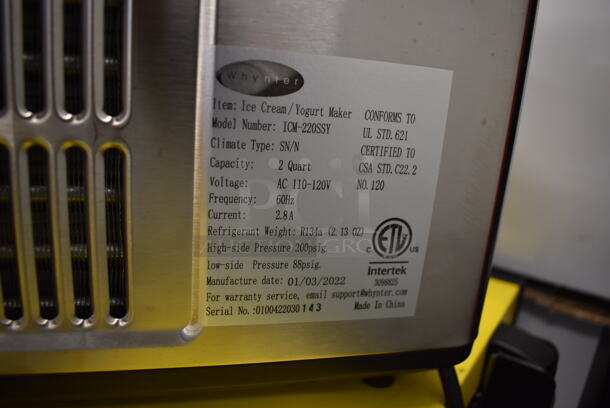 Whynter
Item: Ice Cream/Yogurt Maker
Model Number: ICM-220SSY
Climate Type: SN/N
Capacity: 2 Quart
Voltage: AC 110-120V
Frequency: 60Hz
Current: 2.8A
Refrigerant Weight: R134a (2.13 OZ)
High-side Pressure 200psig
low-side Pressure 88psig.
Manufacture date: 01/03/2022
For warranty service, email support@whynter.com
Serial No.:0100422030143
CONFORMS TO
UL STD.621
CERTIFIED TO
CSA STD.C22.2
NO.120
C ETL US
Intertek
3098825
Made In China